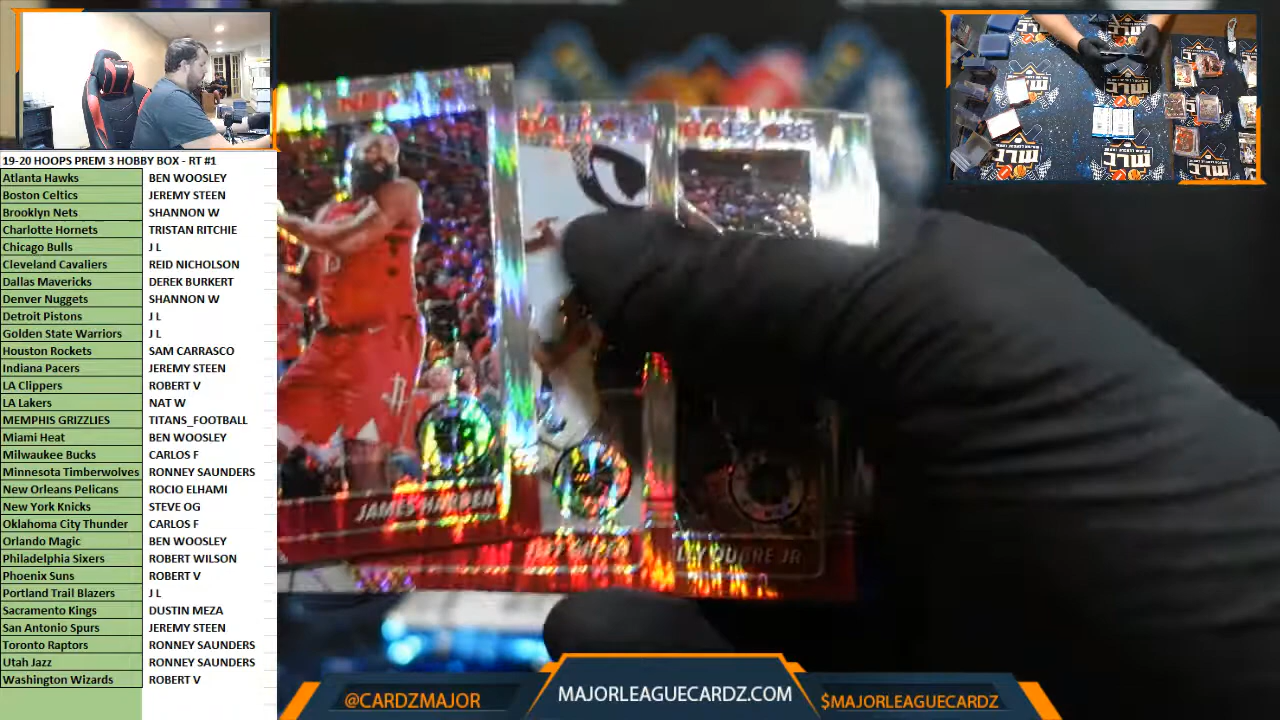 19-20 HOOPS PREM 3 HOBBY BOX - RT #1
Atlanta Hawks BEN WOOSLEY
Boston Celtics JEREMY STEEN
Brooklyn Nets SHANNON W
Charlotte Hornets TRISTAN RITCHIE
Chicago Bulls J L
Cleveland Cavaliers REID NICHOLSON
Dallas Mavericks DEREK BURKERT
Denver Nuggets SHANNON W
Detroit Pistons J L
Golden State Warriors J L
Houston Rockets SAM CARRASCO
Indiana Pacers JEREMY STEEN
LA Clippers ROBERT V
LA Lakers NAT W
MEMPHIS GRIZZLIES TITANS_FOOTBALL
Miami Heat BEN WOOSLEY
Milwaukee Bucks CARLOS F
Minnesota Timberwolves RONNEY SAUNDERS
New Orleans Pelicans ROCIO ELHAMI
New York Knicks STEVE OG
Oklahoma City Thunder CARLOS F
Orlando Magic BEN WOOSLEY
Philadelphia Sixers ROBERT WILSON
Phoenix Suns ROBERT V
Portland Trail Blazers J L
Sacramento Kings DUSTIN MEZA
San Antonio Spurs JEREMY STEEN
Toronto Raptors RONNEY SAUNDERS
Utah Jazz RONNEY SAUNDERS
Washington Wizards ROBERT V
NBA
JAMES HARDEN
OUBRE JR
@CARDZMAJOR
MAJORLEAGUECARDZ.COM
$MAJORLEAGUECARDZ